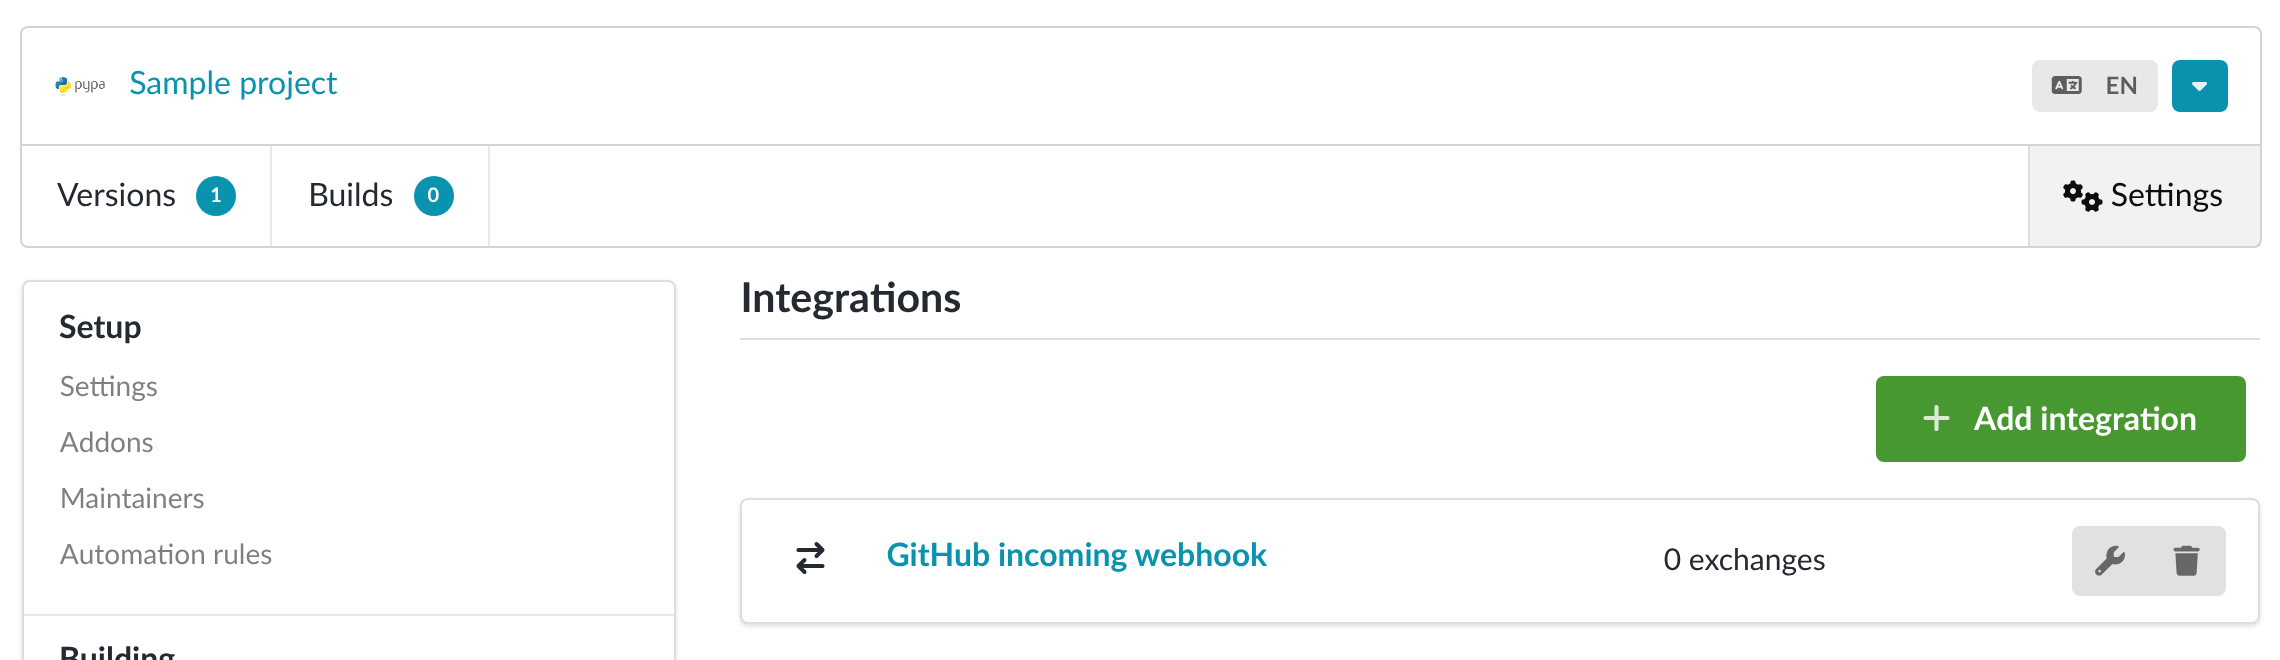 pypa Sample project EN
Versions 1 Builds 0 Settings
Integrations
Setup
Settings
Addons
Maintainers
Automation rules
Building
+ Add integration
GitHub incoming webhook 0 exchanges